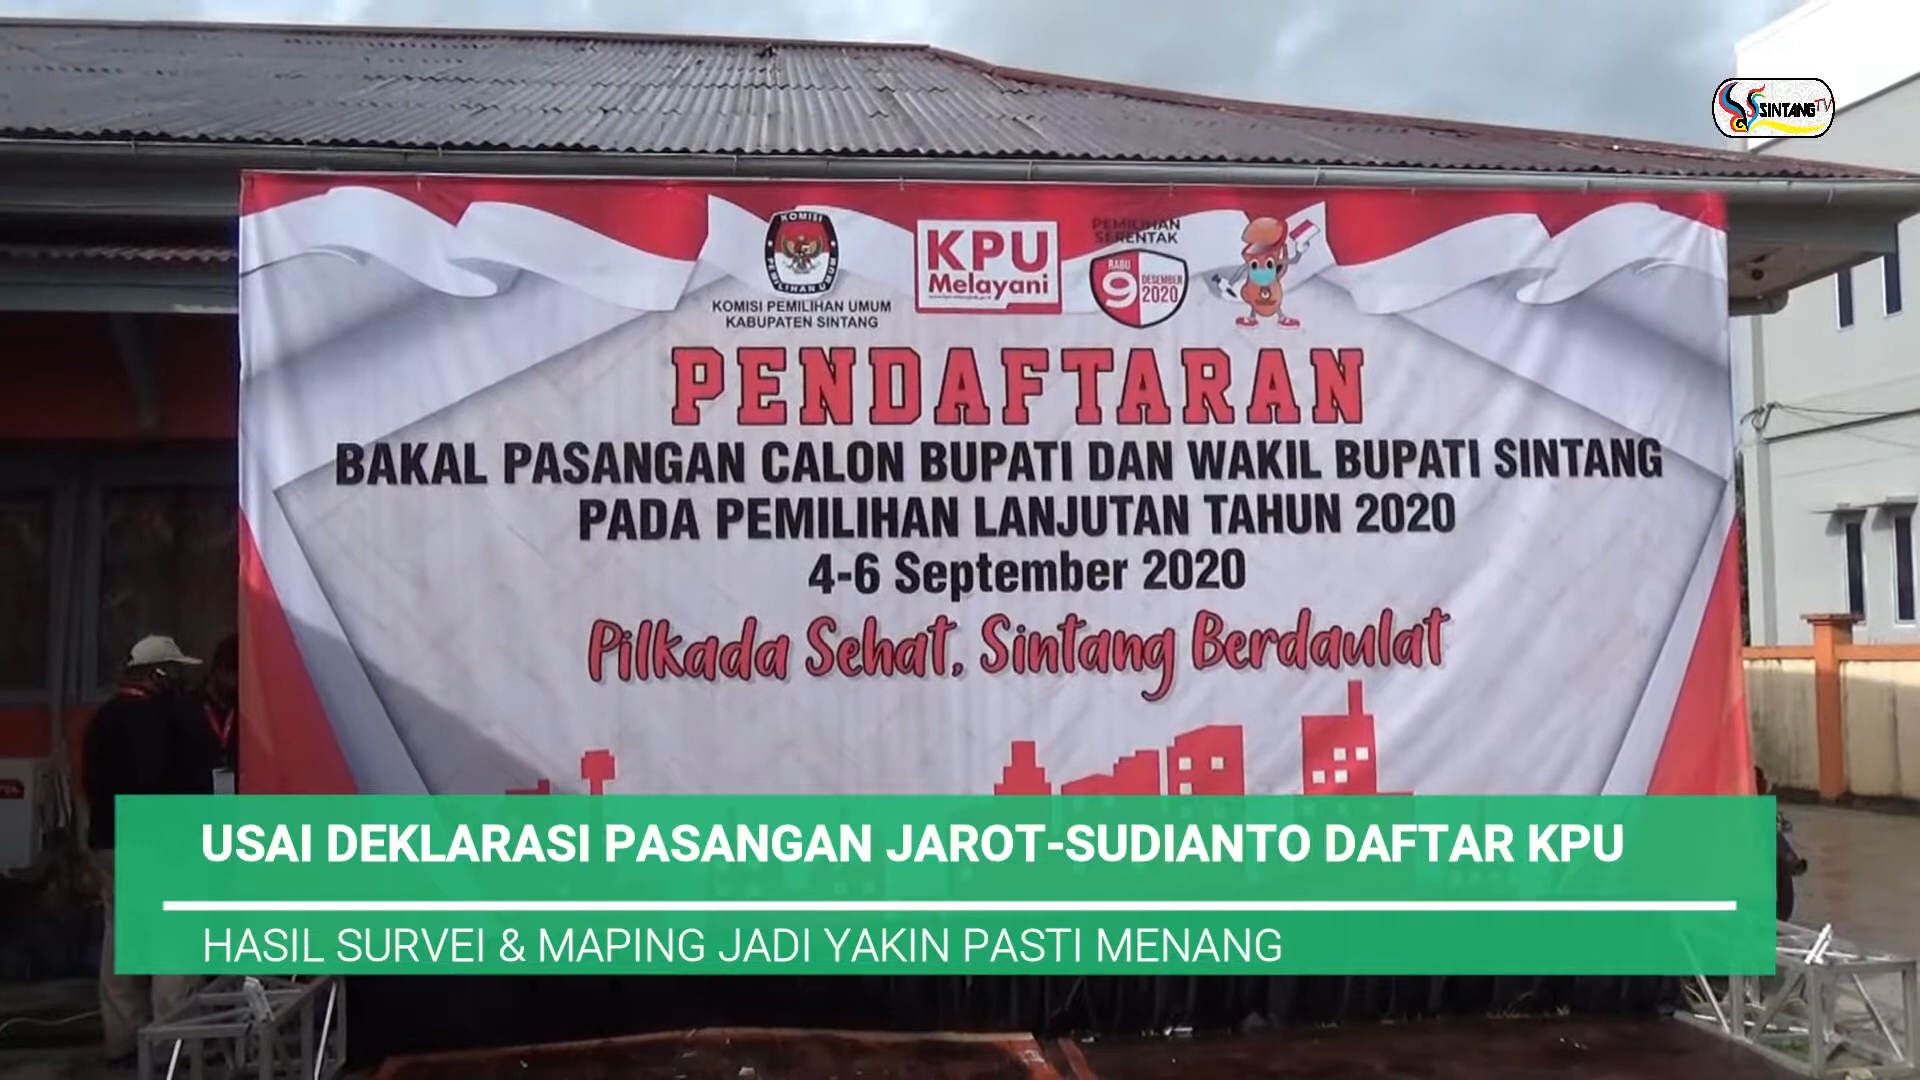 SINTANG TV
KOMISI
PEMILIHAN UMUM
KOMISI PEMILIHAN UMUM
KABUPATEN SINTANG
KPU
Melayani
PEMILIHAN
SERENTAK
RABU
9
DESEMBER
2020
PENDAFTARAN
BAKAL PASANGAN CALON BUPATI DAN WAKIL BUPATI SINTANG
PADA PEMILIHAN LANJUTAN TAHUN 2020
4-6 September 2020
Pilkada Sehat, Sintang Berdaulat
USAI DEKLARASI PASANGAN JAROT-SUDIANTO DAFTAR KPU
HASIL SURVEI & MAPING JADI YAKIN PASTI MENANG